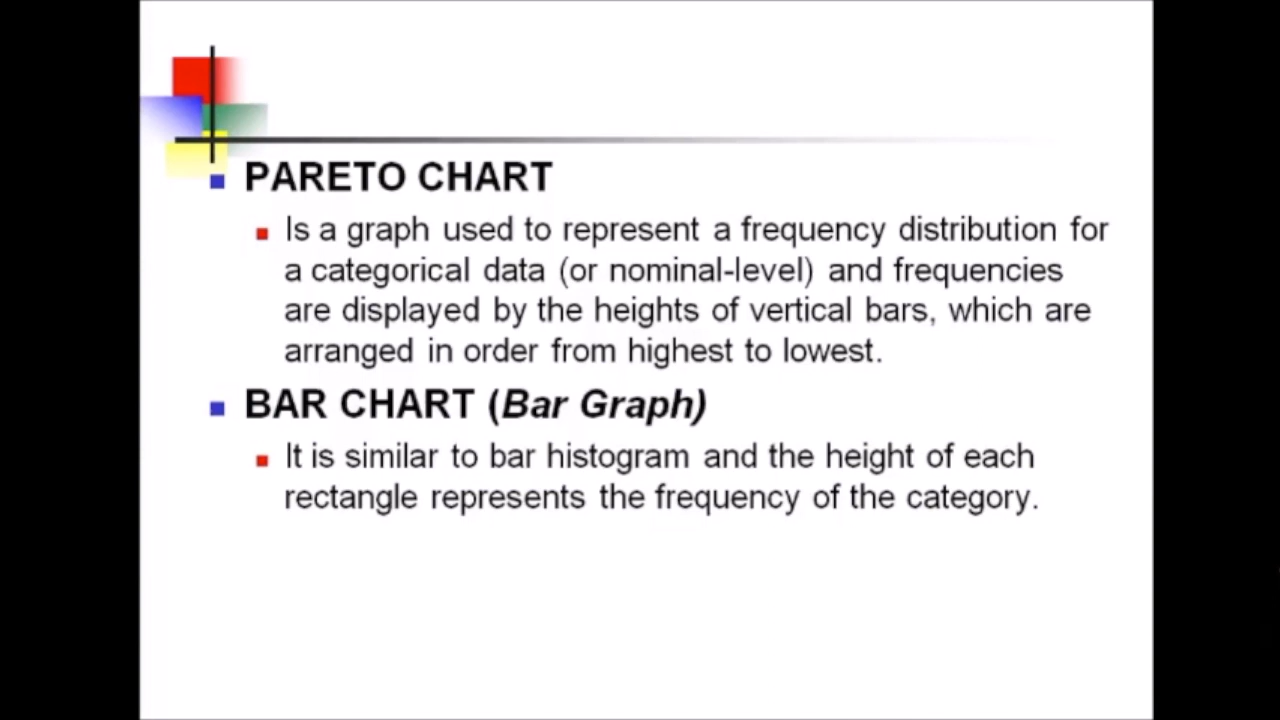 PARETO CHART
Is a graph used to represent a frequency distribution for
a categorical data (or nominal-level) and frequencies
are displayed by the heights of vertical bars, which are
arranged in order from highest to lowest.
BAR CHART (Bar Graph)
It is similar to bar histogram and the height of each
rectangle represents the frequency of the category.